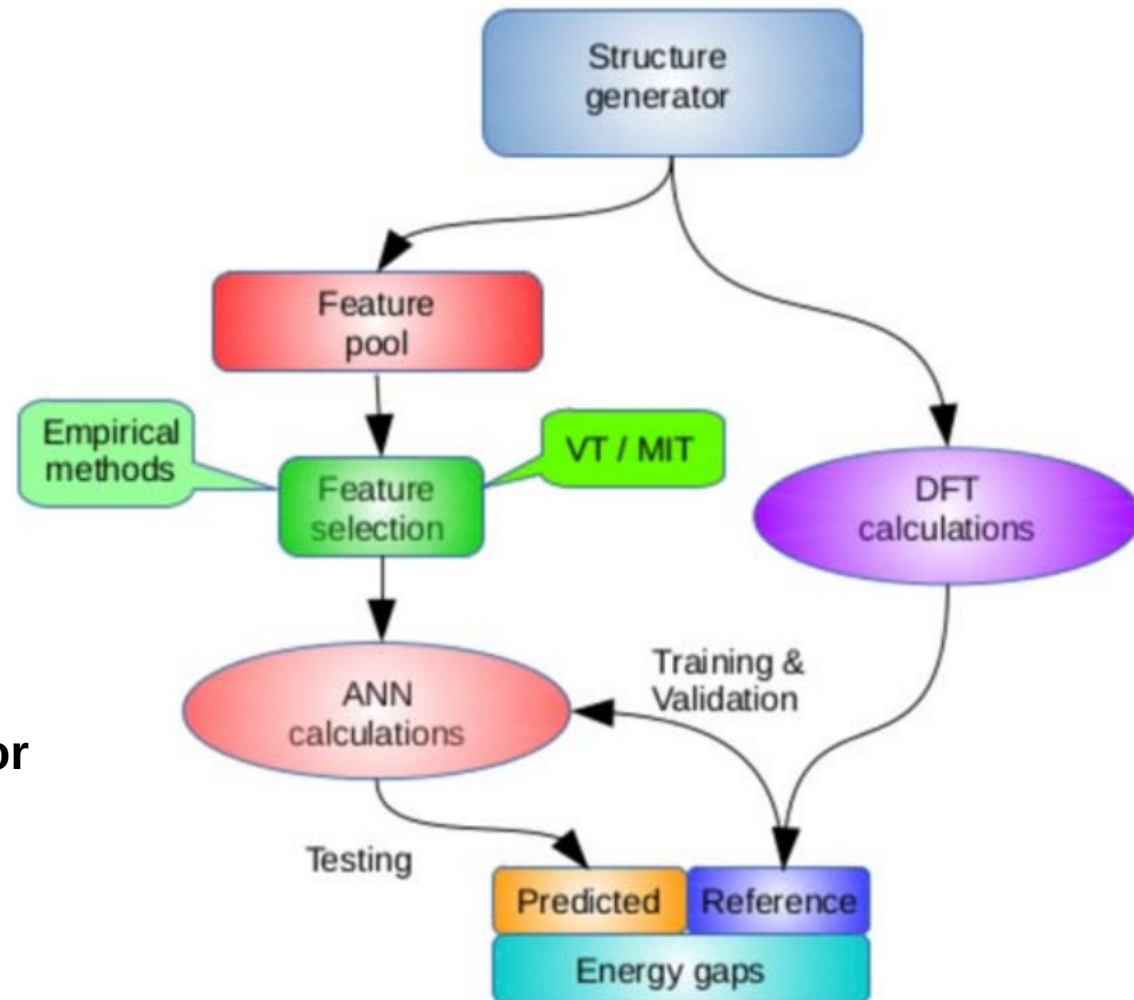 Structure
generator
Feature
pool
Empirical
methods
VT / MIT
Feature
selection
DFT
calculations
Training &
Validation
ANN
calculations
or
Testing
Predicted
Reference
Energy gaps